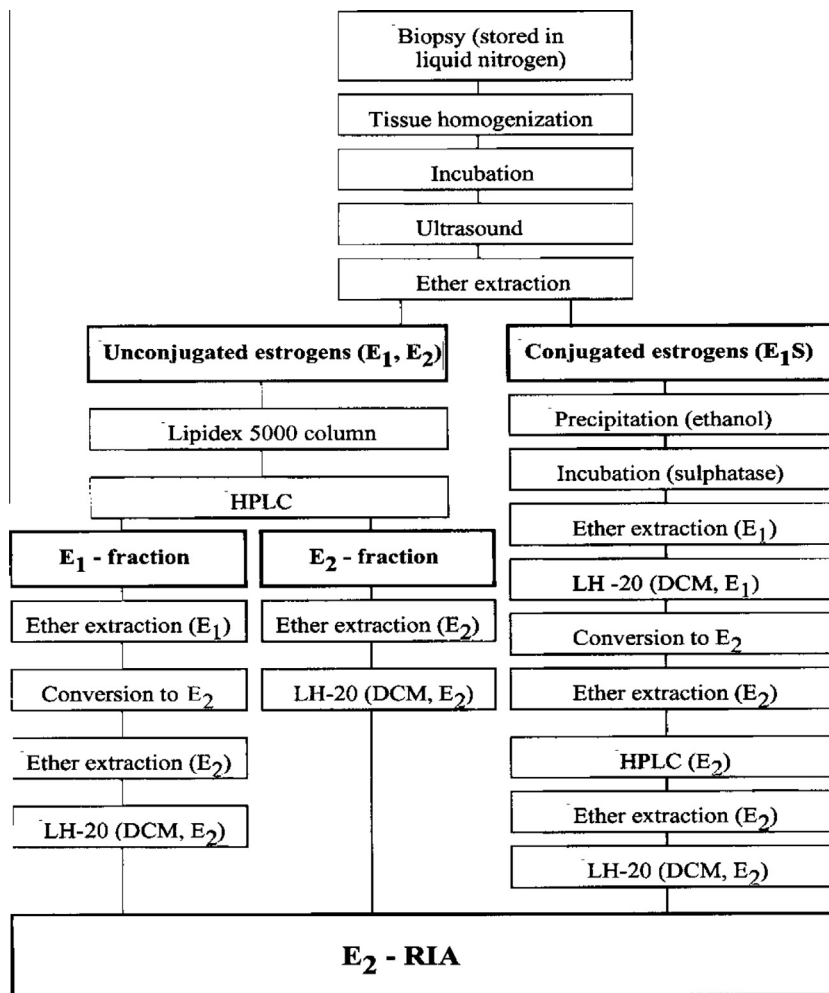 Biopsy (stored in
liquid nitrogen)
Tissue homogenization
Incubation
Ultrasound
Ether extraction
Unconjugated estrogens (E₁, E₂)
Lipidex 5000 column
HPLC
E₁ - fraction
Ether extraction (E₁)
Conversion to E₂
Ether extraction (E₂)
LH-20 (DCM, E₂)
E₂ - fraction
Ether extraction (E₂)
LH-20 (DCM, E₂)
Conjugated estrogens (E₁S)
Precipitation (ethanol)
Incubation (sulphatase)
Ether extraction (E₁)
LH -20 (DCM, E₁)
Conversion to E₂
Ether extraction (E₂)
HPLC (E₂)
Ether extraction (E₂)
LH-20 (DCM, E₂)
E₂ - RIA